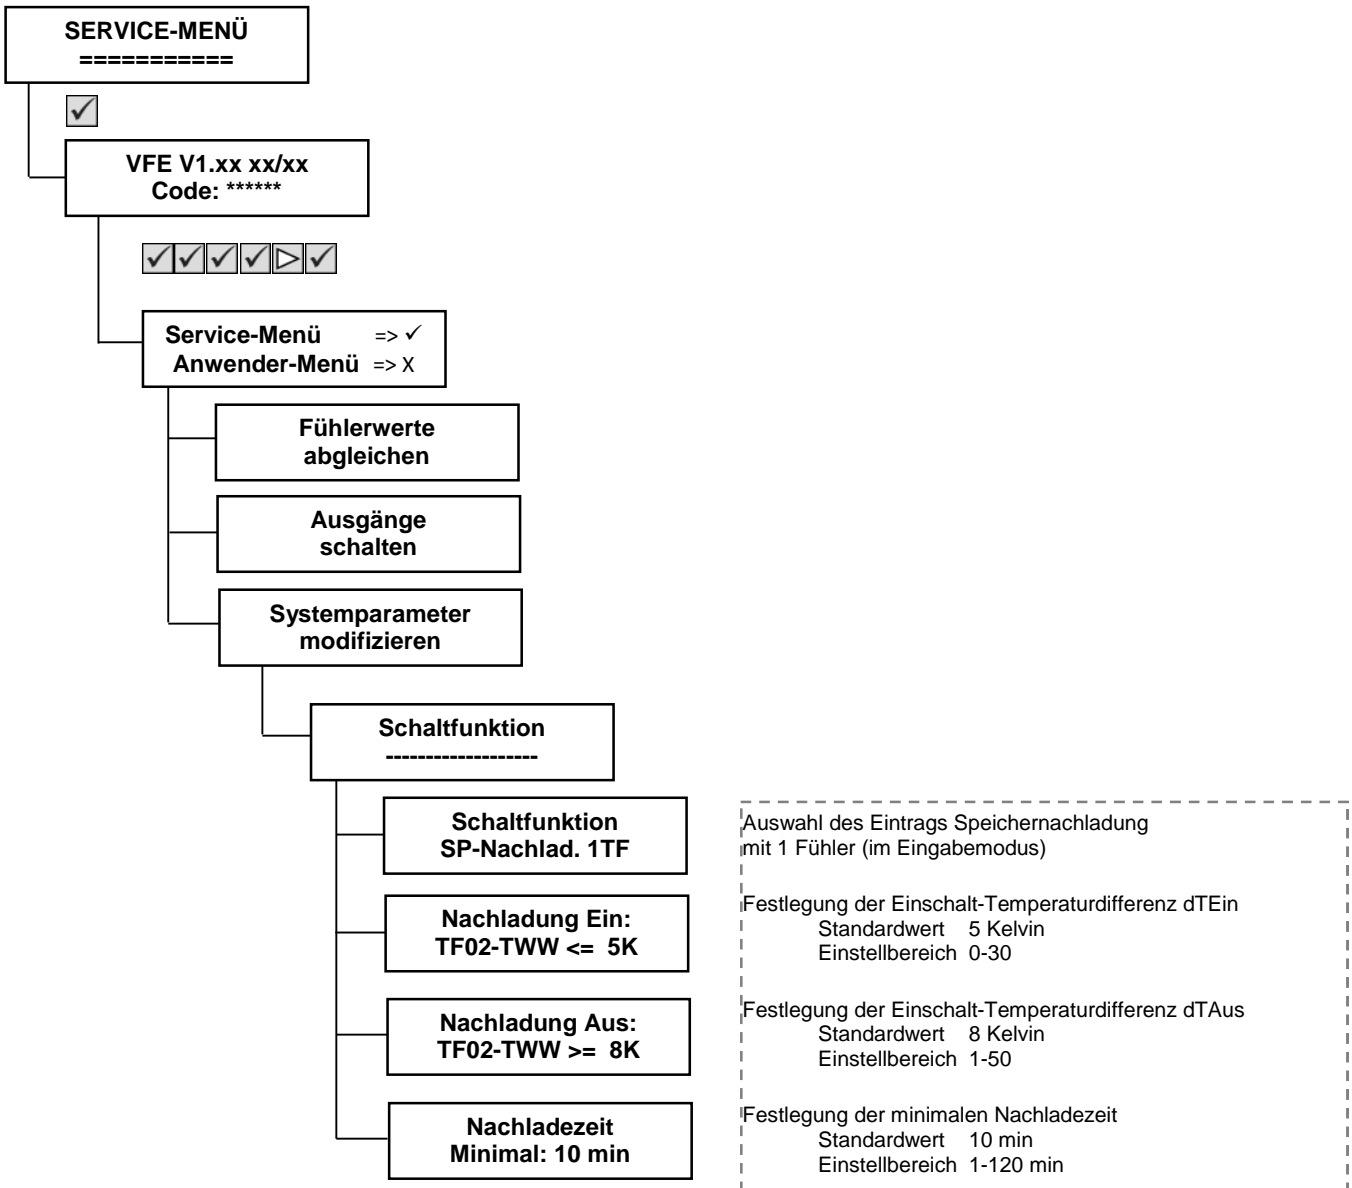 SERVICE-MENÜ
===========
VFE V1.xx xx/xx
Code: ******
Service-Menü => ✓
Anwender-Menü => X
Fühlerwerte
abgleichen
Ausgänge
schalten
Systemparameter
modifizieren
Schaltfunktion
-------------------
Schaltfunktion
SP-Nachlad. 1TF
Auswahl des Eintrags Speichernachladung
mit 1 Fühler (im Eingabemodus)
Nachladung Ein:
TF02-TWW <= 5K
Festlegung der Einschalt-Temperaturdifferenz dTEin
Standardwert 5 Kelvin
Einstellbereich 0-30
Nachladung Aus:
TF02-TWW >= 8K
Festlegung der Einschalt-Temperaturdifferenz dTAus
Standardwert 8 Kelvin
Einstellbereich 1-50
Nachladezeit
Minimal: 10 min
Festlegung der minimalen Nachladezeit
Standardwert 10 min
Einstellbereich 1-120 min